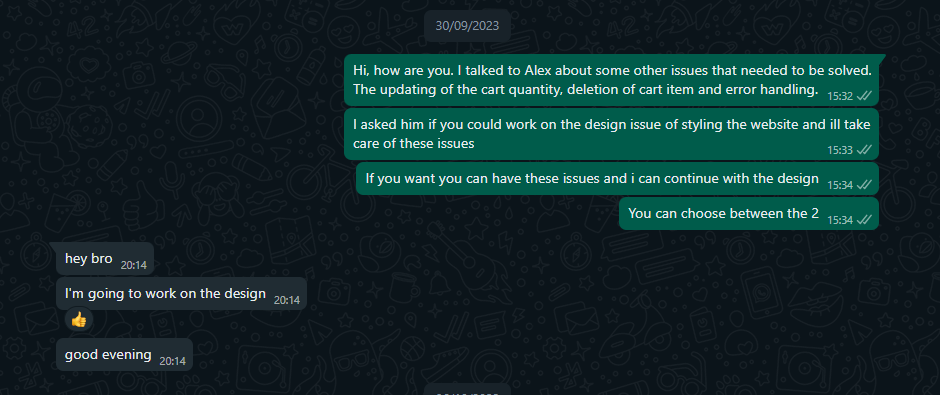 30/09/2023
Hi, how are you. I talked to Alex about some other issues that needed to be solved.
The updating of the cart quantity, deletion of cart item and error handling. 15:32
I asked him if you could work on the design issue of styling the website and ill take
care of these issues 15:33
If you want you can have these issues and i can continue with the design 15:34
You can choose between the 2 15:34
hey bro 20:14
I'm going to work on the design 20:14
👍
good evening 20:14